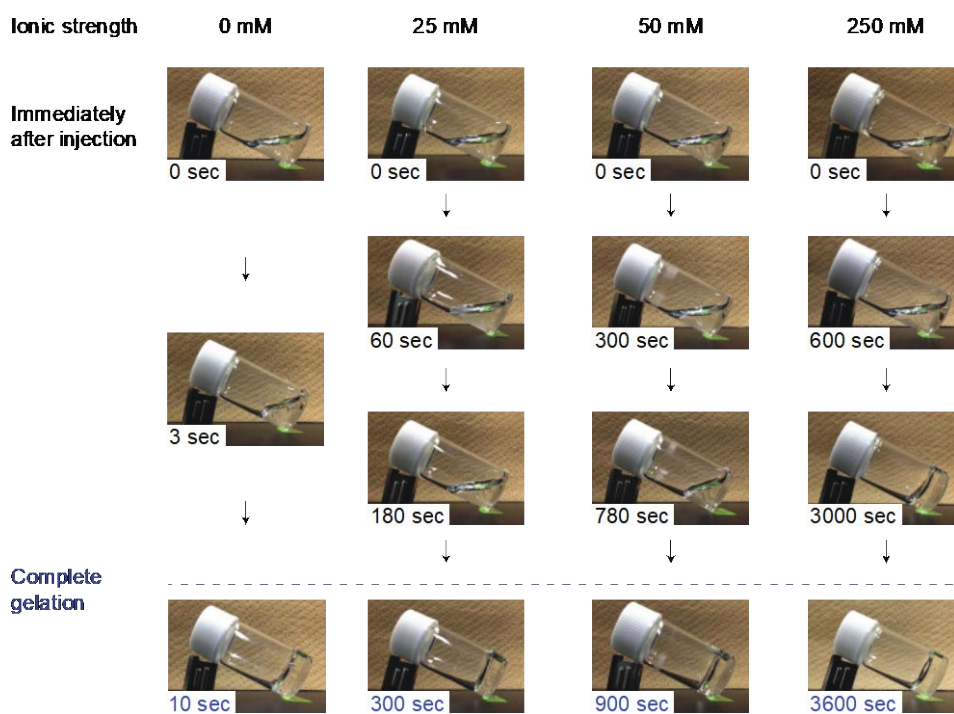 Ionic strength 0 mM 25 mM 50 mM 250 mM
Immediately
after injection
0 sec 0 sec 0 sec 0 sec
60 sec 300 sec 600 sec
3 sec
180 sec 780 sec 3000 sec
Complete
gelation
10 sec 300 sec 900 sec 3600 sec